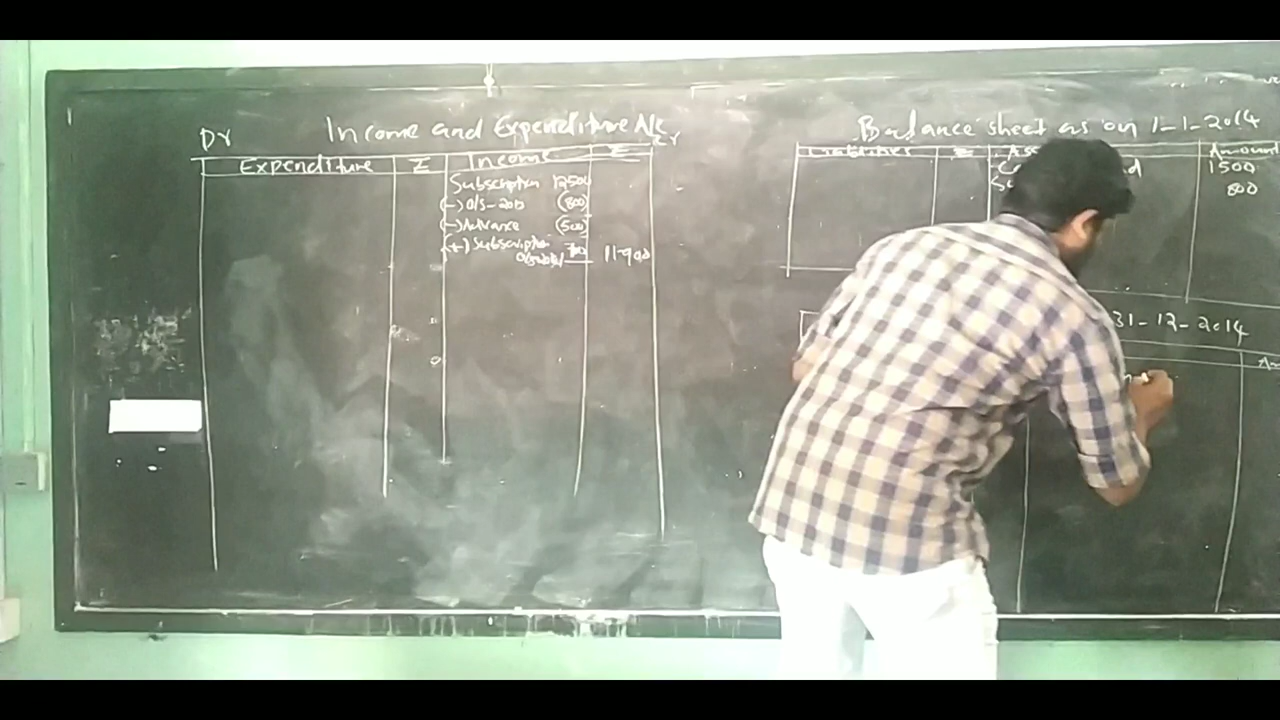 Income and Expenditure A/c
Dr Cr
Expenditure Income
Subscription 12500
(-) O/S - 2013 (800)
(-) Advance (500)
(+) Subscription 700
11900
Balance sheet as on 1-1-2014
Liabilities Amount
1500
800
31-12-2014